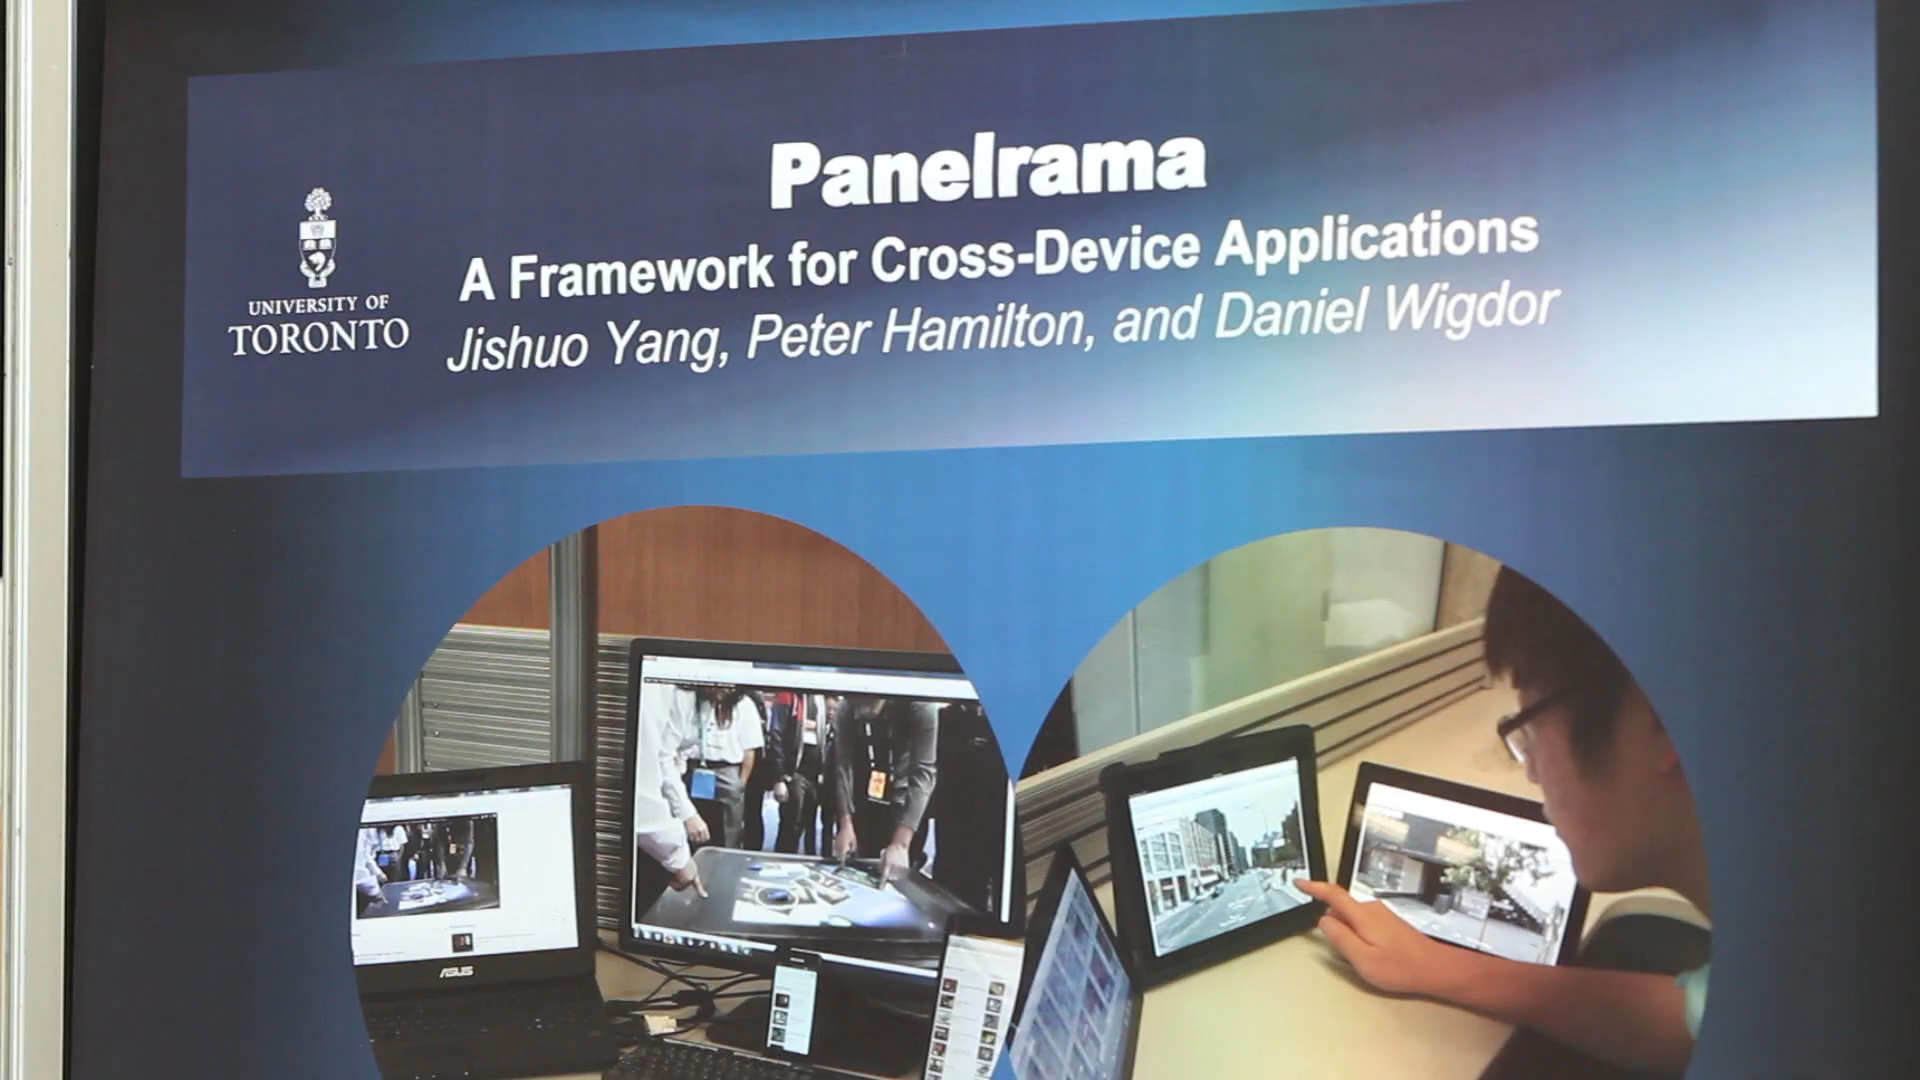 Panelrama
A Framework for Cross-Device Applications
Jishuo Yang, Peter Hamilton, and Daniel Wigdor
UNIVERSITY OF
TORONTO
ASUS